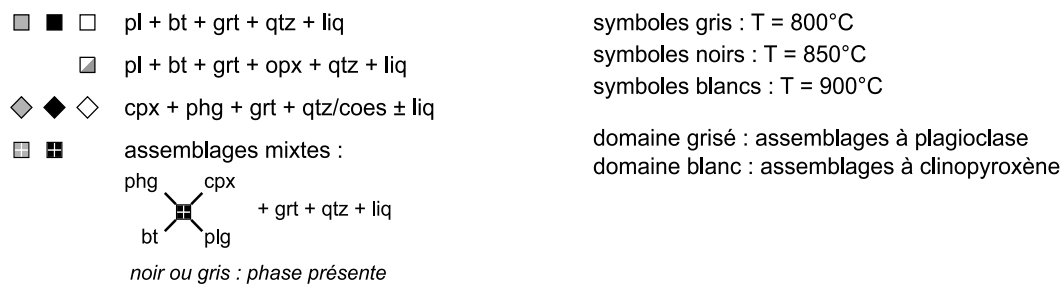 pl + bt + grt + qtz + liq
pl + bt + grt + opx + qtz + liq
cpx + phg + grt + qtz/coes ± liq
assemblages mixtes :
phg cpx
+ grt + qtz + liq
bt plg
noir ou gris : phase présente
symboles gris : T = 800°C
symboles noirs : T = 850°C
symboles blancs : T = 900°C
domaine grisé : assemblages à plagioclase
domaine blanc : assemblages à clinopyroxène